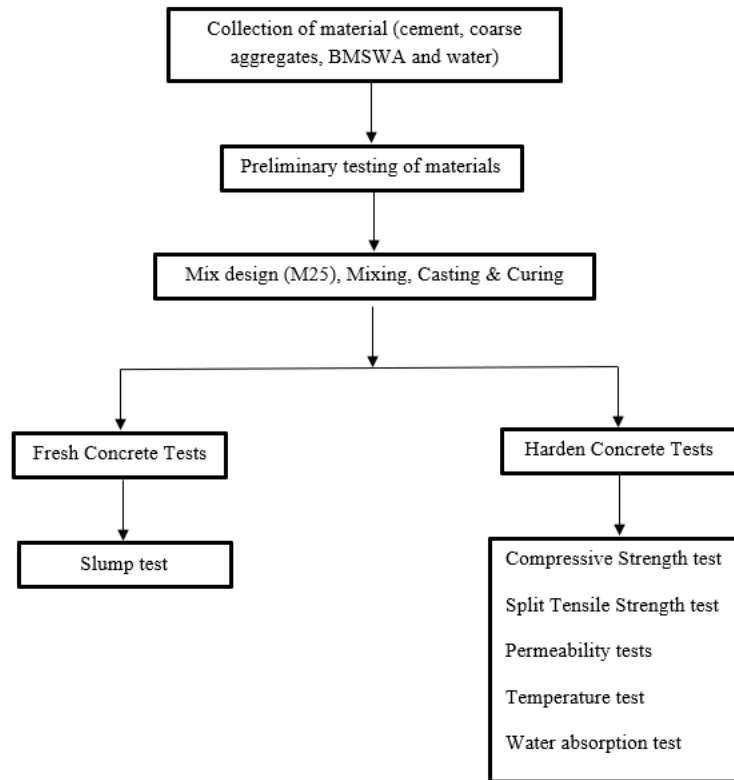 Collection of material (cement, coarse
aggregates, BMSWA and water)
Preliminary testing of materials
Mix design (M25), Mixing, Casting & Curing
Fresh Concrete Tests
Harden Concrete Tests
Slump test
Compressive Strength test
Split Tensile Strength test
Permeability tests
Temperature test
Water absorption test